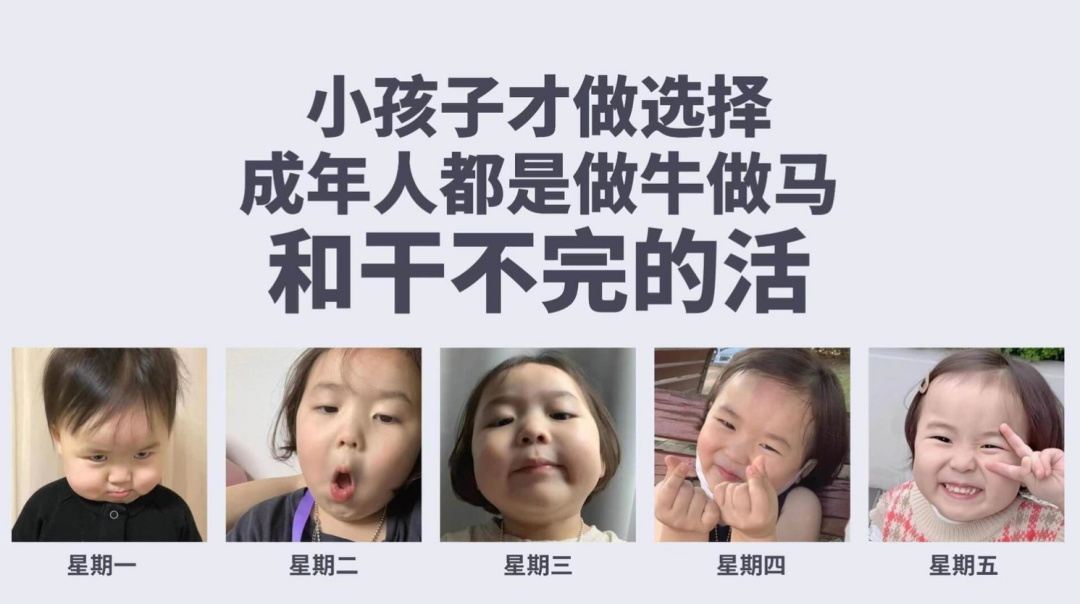 小孩子才做选择
成年人都是做牛做马
和干不完的活
星期一
星期二
星期三
星期四
星期五